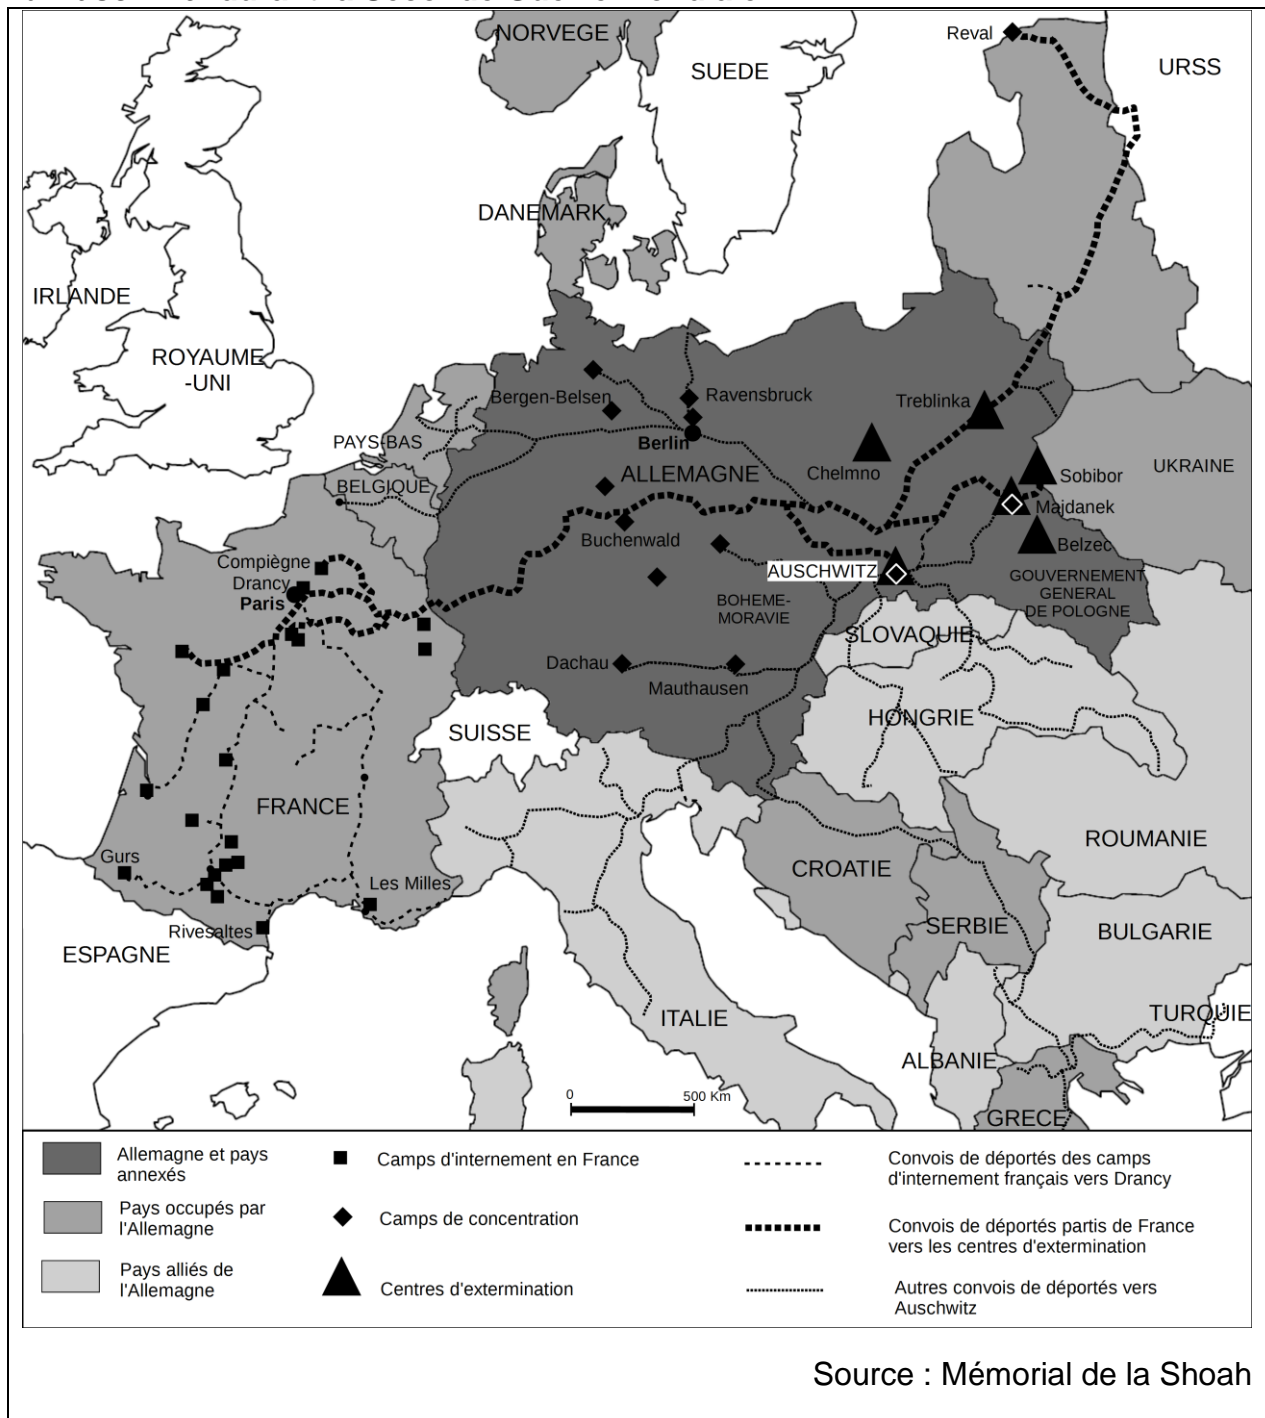 NORVEGE
Reval
SUEDE
URSS
DANEMARK
IRLANDE
ROYAUME
-UNI
Bergen-Belsen
Ravensbruck
Treblinka
PAYS-BAS
Berlin
ALLEMAGNE
Chelmno
Sobibor
UKRAINE
BELGIQUE
Majdanek
Buchenwald
Belzec
Compiègne
Drancy
Paris
AUSCHWITZ
GOUVERNEMENT
GENERAL
DE POLOGNE
BOHEME-
MORAVIE
SLOVAQUIE
Dachau
Mauthausen
SUISSE
HONGRIE
FRANCE
ROUMANIE
Gurs
CROATIE
Les Milles
Rivesaltes
SERBIE
BULGARIE
ESPAGNE
ITALIE
TURQUIE
ALBANIE
0 500 Km
GRECE
Allemagne et pays
annexés
Camps d'internement en France
Convois de déportés des camps
d'internement français vers Drancy
Pays occupés par
l'Allemagne
Camps de concentration
Convois de déportés partis de France
vers les centres d'extermination
Pays alliés de
l'Allemagne
Centres d'extermination
Autres convois de déportés vers
Auschwitz
Source : Mémorial de la Shoah